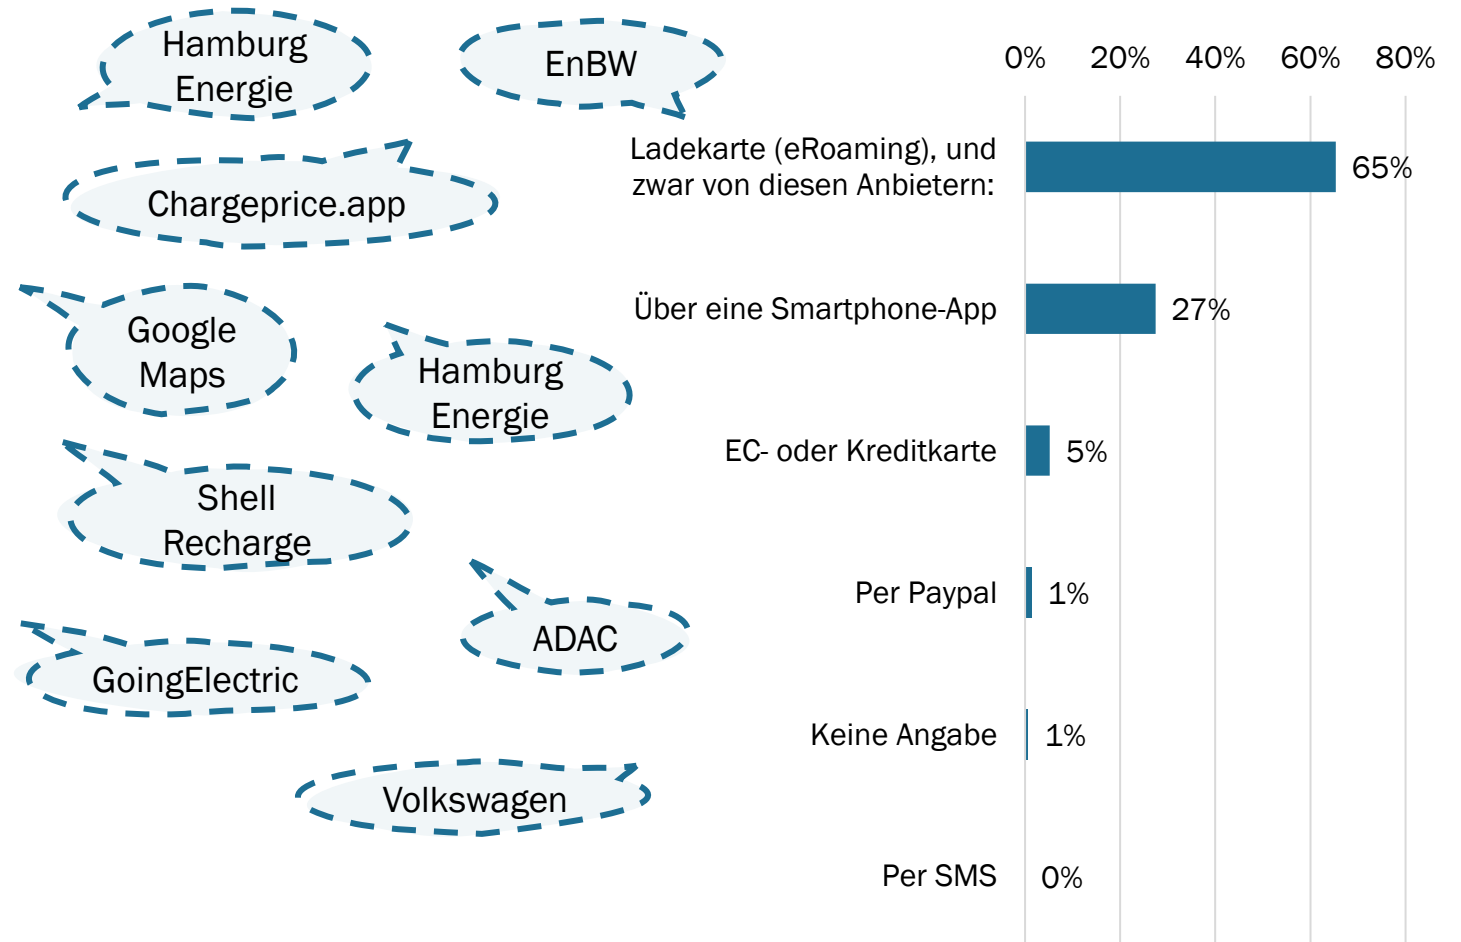 Hamburg
Energie
EnBW
Chargeprice.app
Google
Maps
Hamburg
Energie
Shell
Recharge
ADAC
GoingElectric
Volkswagen
0% 20% 40% 60% 80%
Ladekarte (eRoaming), und
zwar von diesen Anbietern:
65%
Über eine Smartphone-App
27%
EC- oder Kreditkarte
5%
Per Paypal
1%
Keine Angabe
1%
Per SMS
0%